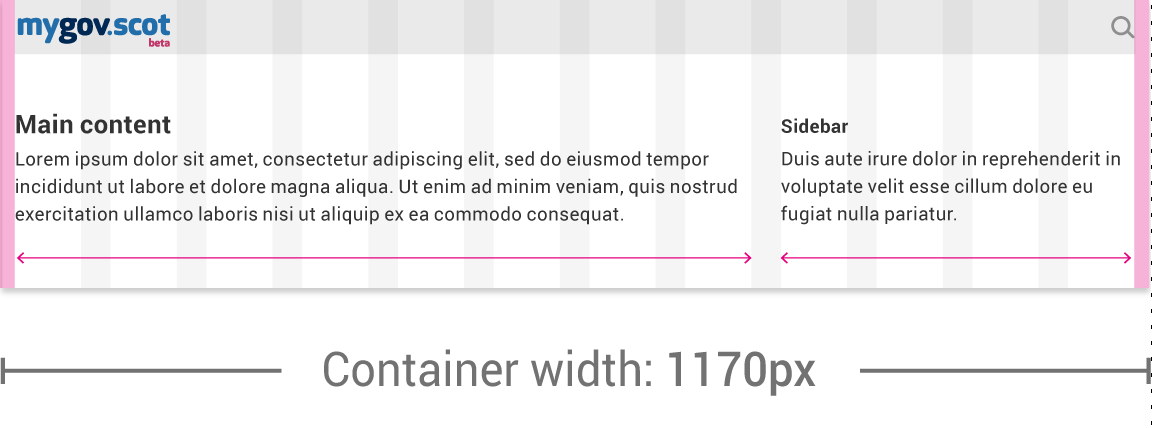 mygov.scot
beta
Main content
Lorem ipsum dolor sit amet, consectetur adipiscing elit, sed do eiusmod tempor
incididunt ut labore et dolore magna aliqua. Ut enim ad minim veniam, quis nostrud
exercitation ullamco laboris nisi ut aliquip ex ea commodo consequat.
Sidebar
Duis aute irure dolor in reprehenderit in
voluptate velit esse cillum dolore eu
fugiat nulla pariatur.
Container width: 1170px